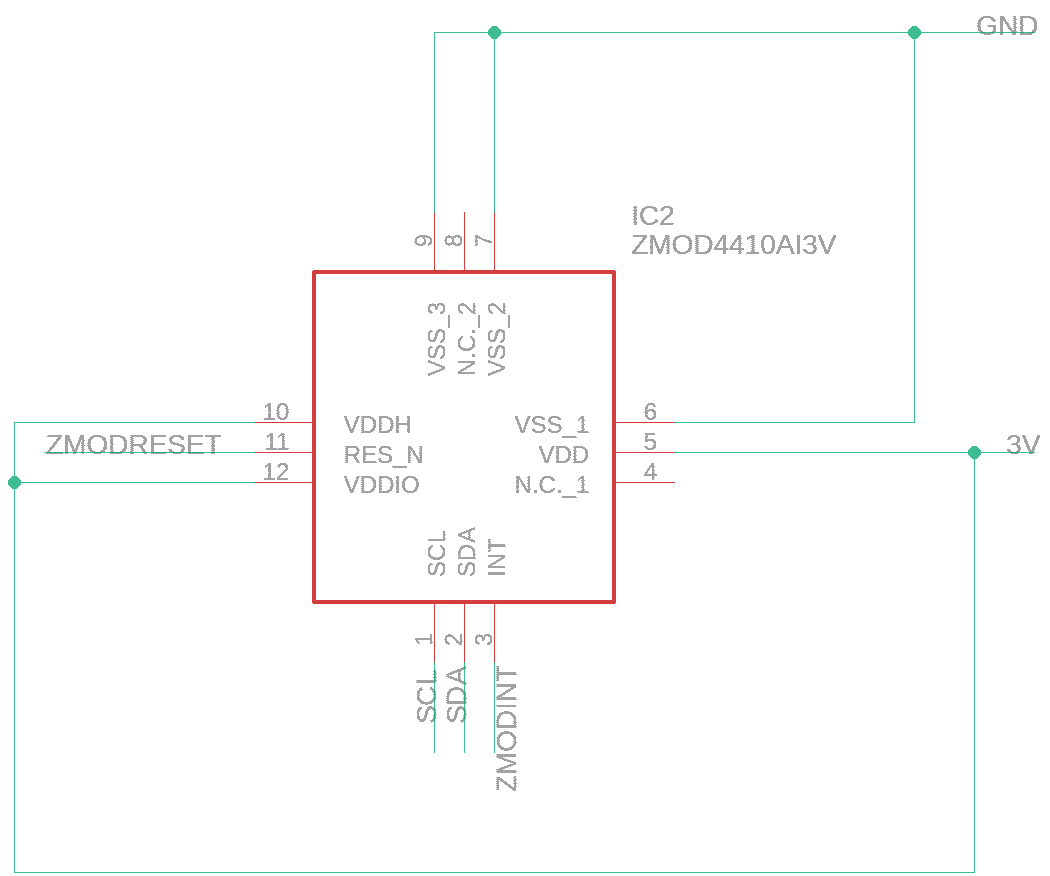 GND
IC2
ZMOD4410AI3V
9
8
7
VSS_3
N.C._2
VSS_2
10
VDDH
VSS_1
6
ZMODRESET
11
RES_N
VDD
5
3V
12
VDDIO
N.C._1
4
SCL
SDA
INT
1
2
3
SCL
SDA
ZMODINT